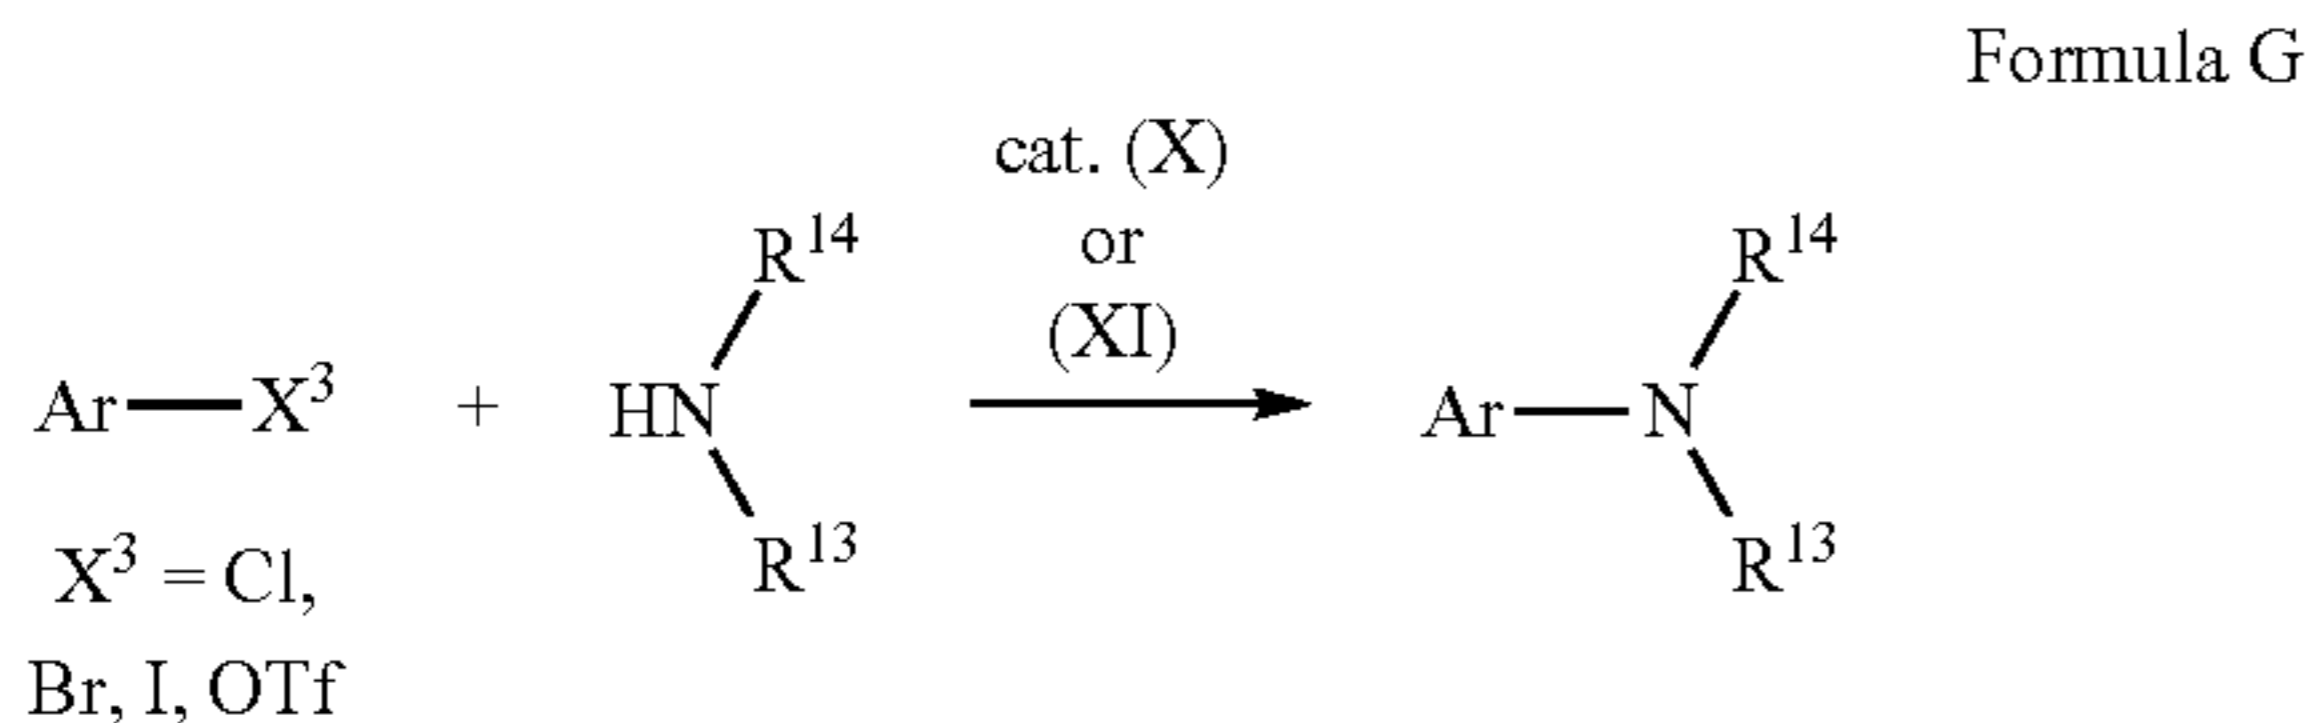 Formula G
cat. (X)
or
(XI)
R¹⁴
R¹⁴
Ar—X³ + HN Ar—N
R¹³
R¹³
X³ = Cl,
Br, I, OTf